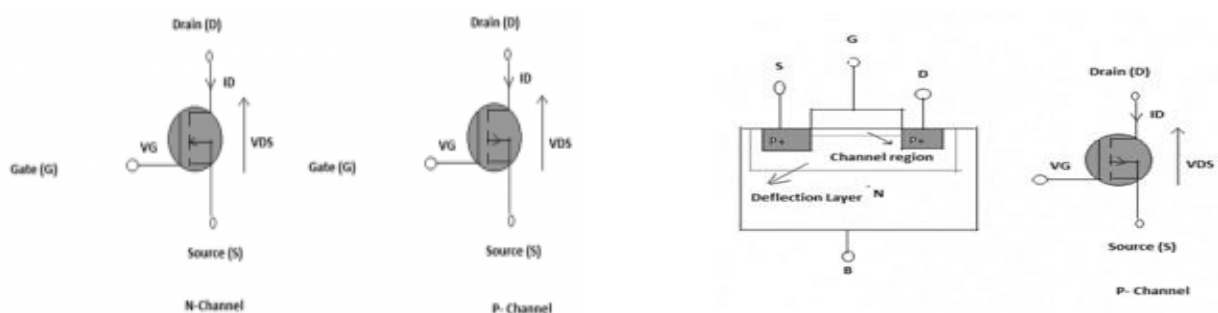 Drain (D)
ID
VG
VDS
Gate (G)
Source (S)
N-Channel
Drain (D)
ID
VG
VDS
Gate (G)
Source (S)
P- Channel
G
S
D
P+
P+
Channel region
Deflection Layer
N
B
Drain (D)
ID
VG
VDS
Source (S)
P- Channel